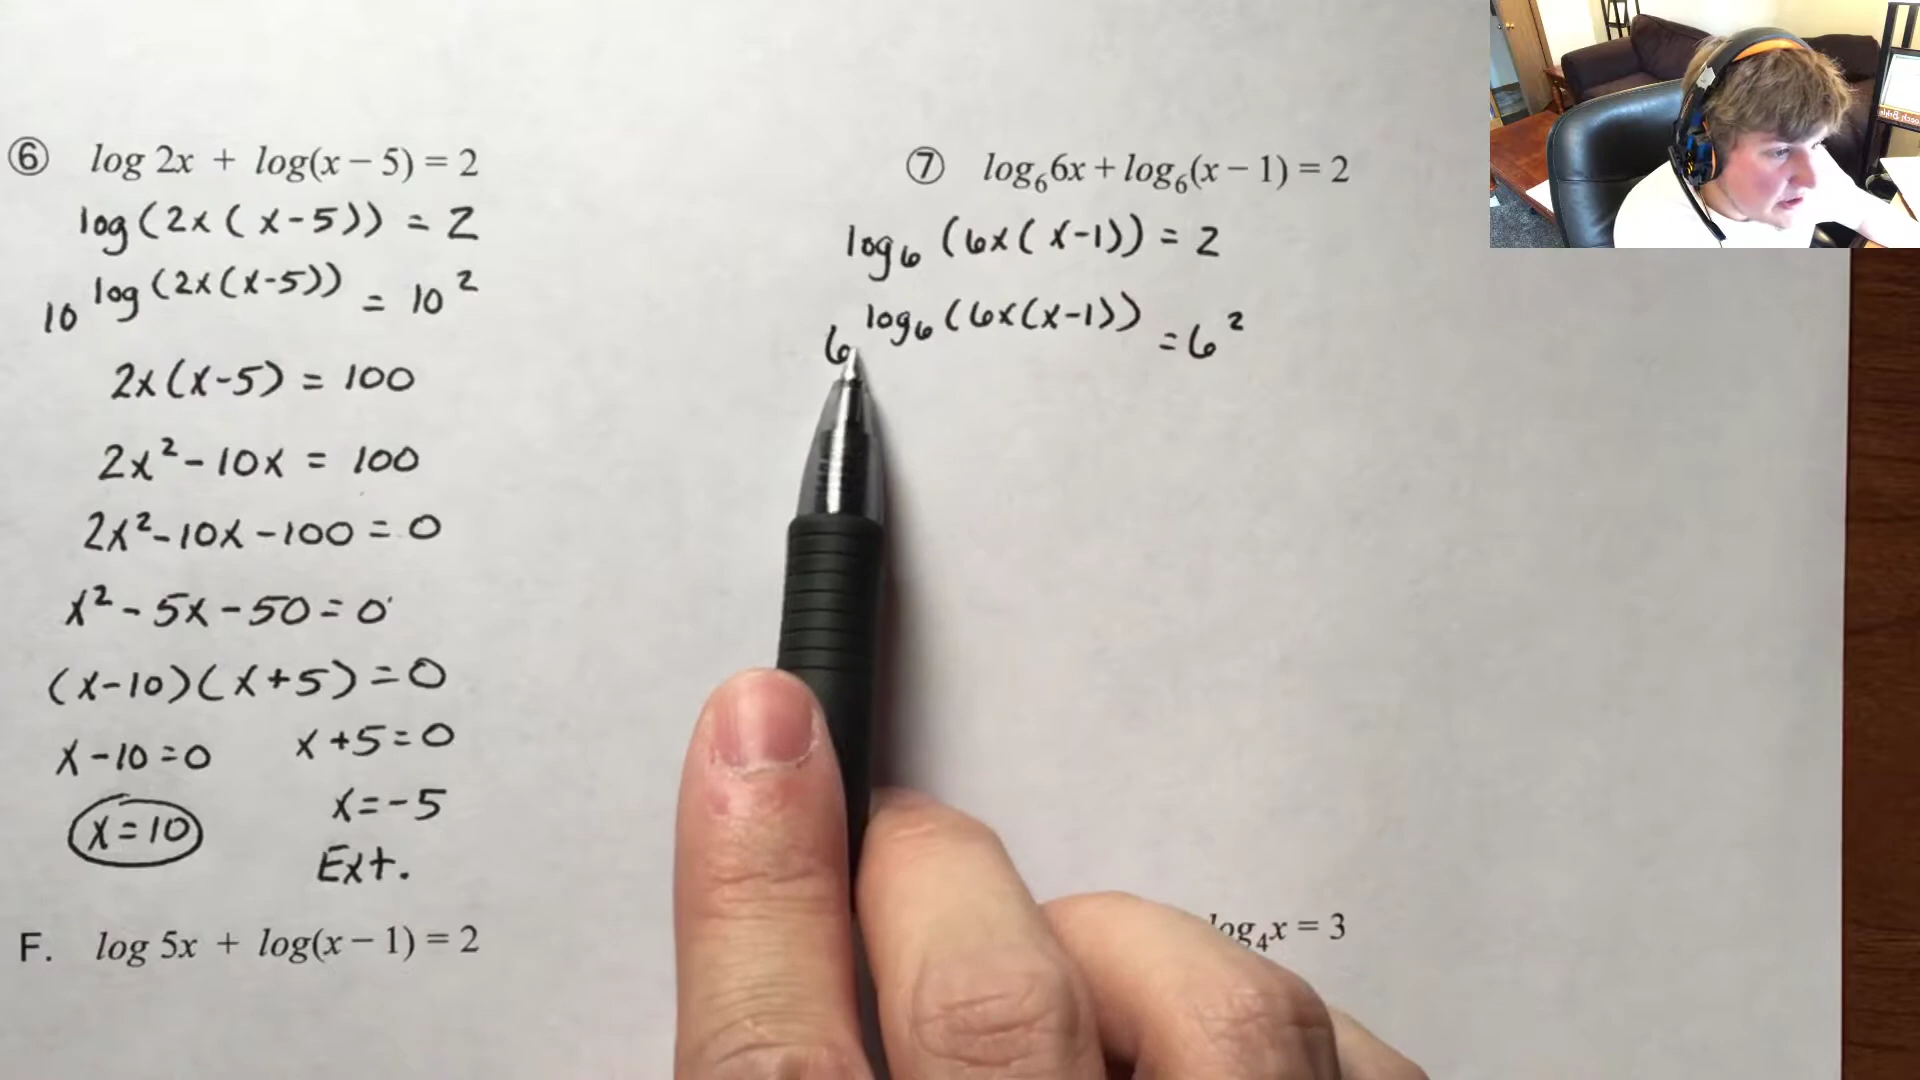 ⑥ log 2x + log(x – 5) = 2
log(2x(x-5)) = 2
10^log(2x(x-5)) = 10^2
2x(x-5) = 100
2x² - 10x = 100
2x² - 10x - 100 = 0
x² - 5x - 50 = 0
(x-10)(x+5) = 0
x - 10 = 0 x + 5 = 0
x = 10 x = -5
Ext.
F. log 5x + log(x – 1) = 2
⑦ log₆6x + log₆(x – 1) = 2
log₆(6x(x-1)) = 2
6^log₆(6x(x-1)) = 6^2
log₄x = 3